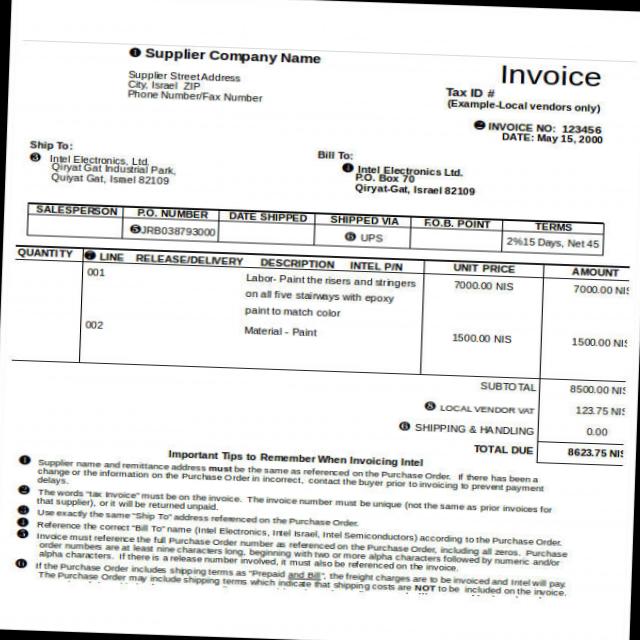 ❶ Supplier Company Name
Supplier Street Address
City, Israel ZIP
Phone Number/Fax Number
Invoice
Tax ID #
(Example-Local vendors only)
❷ INVOICE NO: 123456
DATE: May 15, 2000
Ship To:
❸ Intel Electronics, Ltd.
Qiryat Gat Industrial Park,
Quiyat Gat, Israel 82109
Bill To:
❹ Intel Electronics Ltd.
P.O. Box 70
Qiryat-Gat, Israel 82109
SALESPERSON P.O. NUMBER DATE SHIPPED SHIPPED VIA F.O.B. POINT TERMS
❺JRB038793000 ❻ UPS 2%15 Days, Net 45
QUANTITY ❼ LINE RELEASE/DELIVERY DESCRIPTION INTEL P/N UNIT PRICE AMOUNT
001 Labor- Paint the risers and stringers 7000.00 NIS 7000.00 NIS
on all five stairways with epoxy
paint to match color
002 Material - Paint 1500.00 NIS 1500.00 NIS
SUBTOTAL 8500.00 NIS
❽ LOCAL VENDOR VAT 123.75 NIS
❻ SHIPPING & HANDLING 0.00
TOTAL DUE 8623.75 NIS
Important Tips to Remember When Invoicing Intel
❶ Supplier name and remittance address must be the same as referenced on the Purchase Order. If there has been a
change or the information on the Purchase Order in incorrect, contact the buyer prior to invoicing to prevent payment
delays.
❷ The words "tax Invoice" must be on the invoice. The invoice number must be unique (not the same as prior invoices for
that supplier), or it will be returned unpaid.
❸ Use exactly the same "Ship To" address referenced on the Purchase Order.
❹ Reference the correct "Bill To" name (Intel Electronics, Intel Israel, Intel Semiconductors) according to the Purchase Order.
❺ Invoice must reference the full Purchase Order number as referenced on the Purchase Order, including all zeros. Purchase
order numbers are at least nine characters long, beginning with two or more alpha characters followed by numeric and/or
alpha characters. If there is a release number involved, it must also be referenced on the invoice.
❻ If the Purchase Order includes shipping terms as "Prepaid and Bill", the freight charges are to be invoiced and Intel will pay.
The Purchase Order may include shipping terms which indicate that shipping costs are NOT to be included on the invoice.